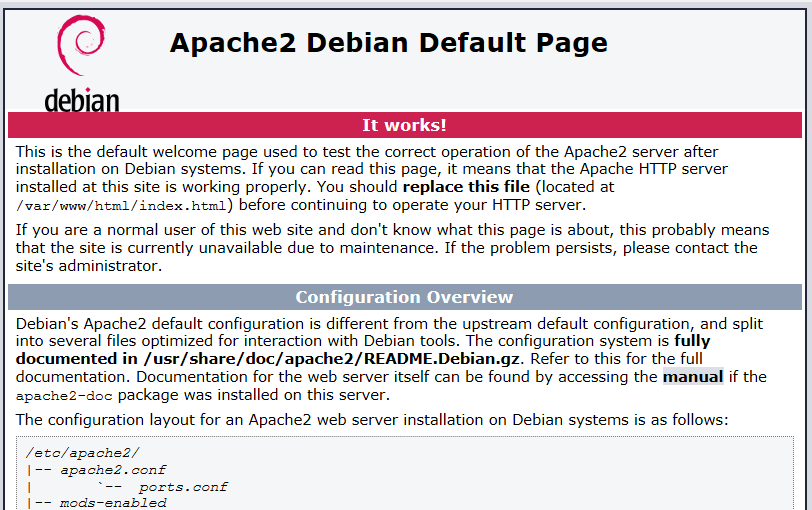 debian
Apache2 Debian Default Page
It works!
This is the default welcome page used to test the correct operation of the Apache2 server after
installation on Debian systems. If you can read this page, it means that the Apache HTTP server
installed at this site is working properly. You should replace this file (located at
/var/www/html/index.html) before continuing to operate your HTTP server.
If you are a normal user of this web site and don't know what this page is about, this probably means
that the site is currently unavailable due to maintenance. If the problem persists, please contact the
site's administrator.
Configuration Overview
Debian's Apache2 default configuration is different from the upstream default configuration, and split
into several files optimized for interaction with Debian tools. The configuration system is fully
documented in /usr/share/doc/apache2/README.Debian.gz. Refer to this for the full
documentation. Documentation for the web server itself can be found by accessing the manual if the
apache2-doc package was installed on this server.
The configuration layout for an Apache2 web server installation on Debian systems is as follows:
/etc/apache2/
|-- apache2.conf
|       `--  ports.conf
|-- mods-enabled